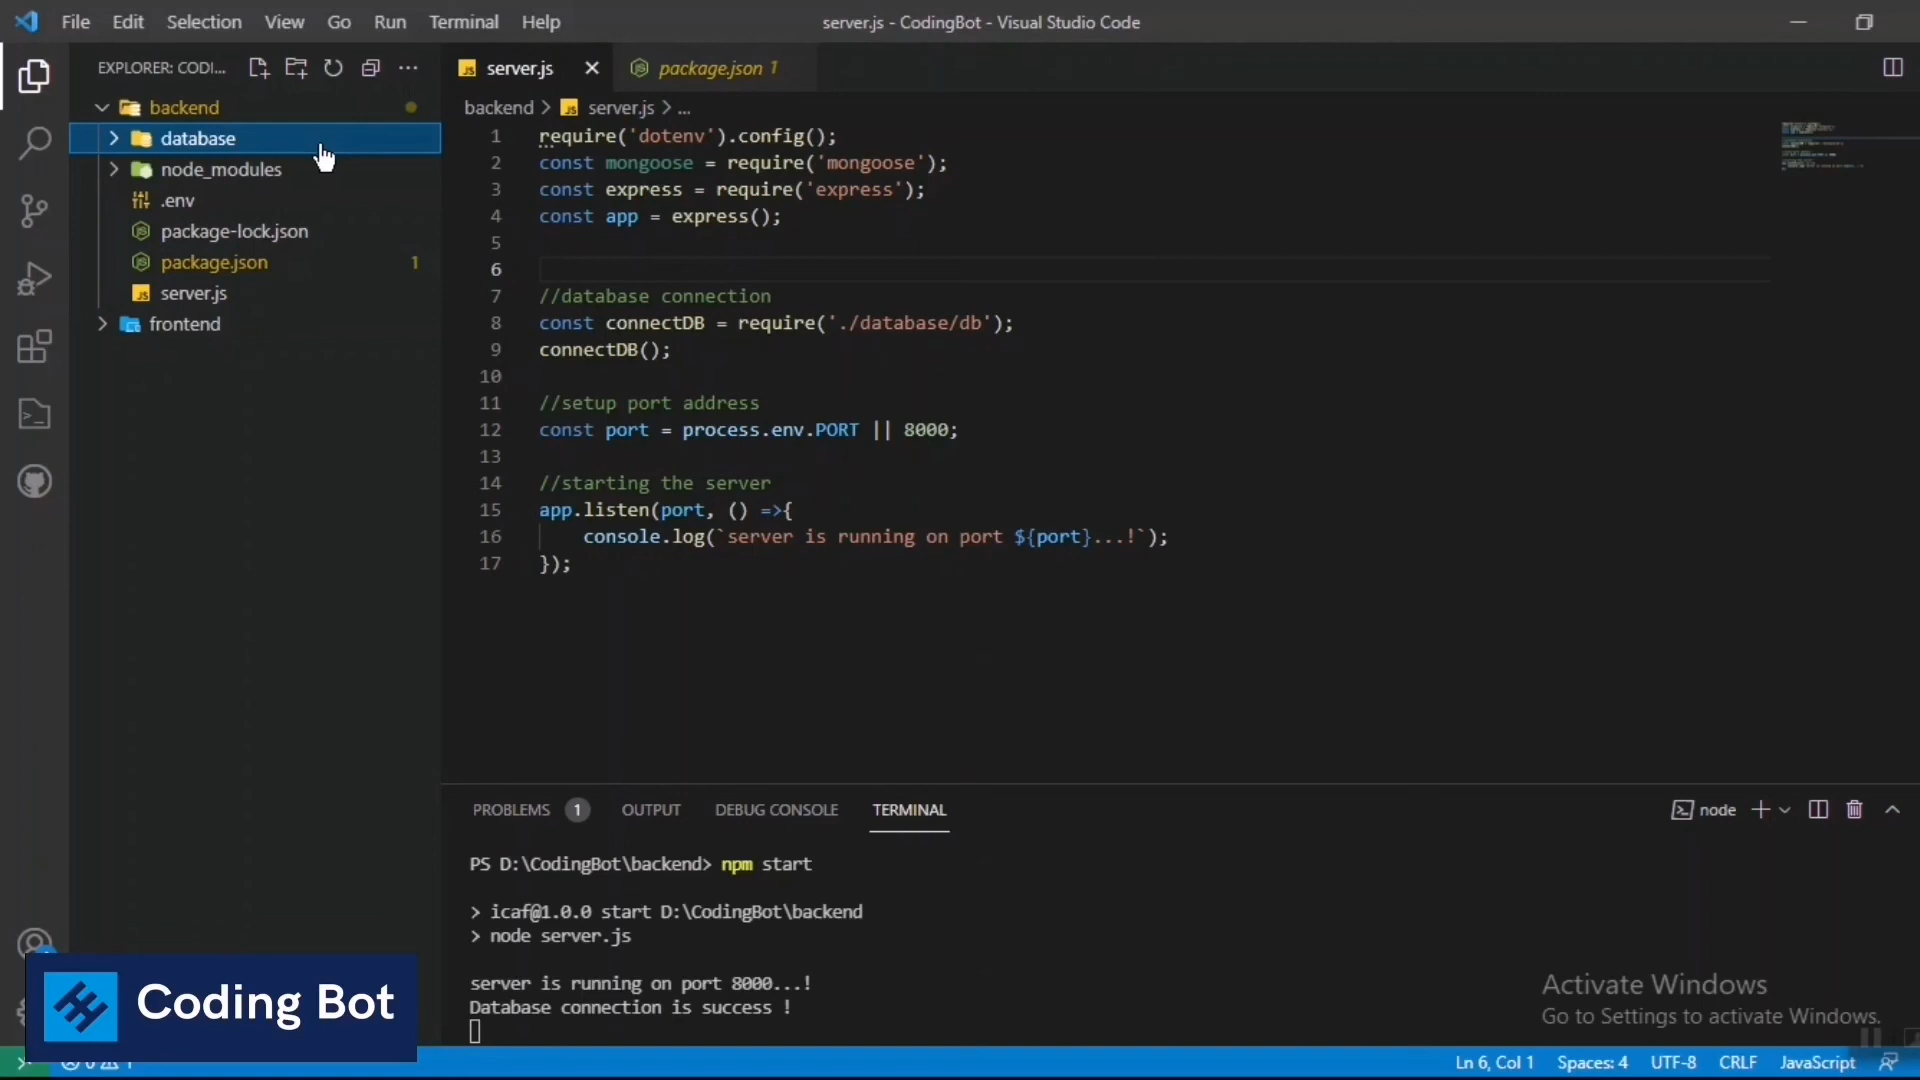 File Edit Selection View Go Run Terminal Help
server.js - CodingBot - Visual Studio Code
EXPLORER: CODI...
server.js
package.json 1
backend
database
node_modules
.env
package-lock.json
package.json 1
server.js
frontend
backend > server.js > ...
1 require('dotenv').config();
2 const mongoose = require('mongoose');
3 const express = require('express');
4 const app = express();
5
6
7 //database connection
8 const connectDB = require('./database/db');
9 connectDB();
10
11 //setup port address
12 const port = process.env.PORT || 8000;
13
14 //starting the server
15 app.listen(port, () =>{
16 console.log(`server is running on port ${port}...!`);
17 });
PROBLEMS 1 OUTPUT DEBUG CONSOLE TERMINAL
node
PS D:\CodingBot\backend> npm start
> icaf@1.0.0 start D:\CodingBot\backend
> node server.js
server is running on port 8000...!
Database connection is success !
Coding Bot
Activate Windows
Go to Settings to activate Windows.
Ln 6, Col 1 Spaces: 4 UTF-8 CRLF JavaScript